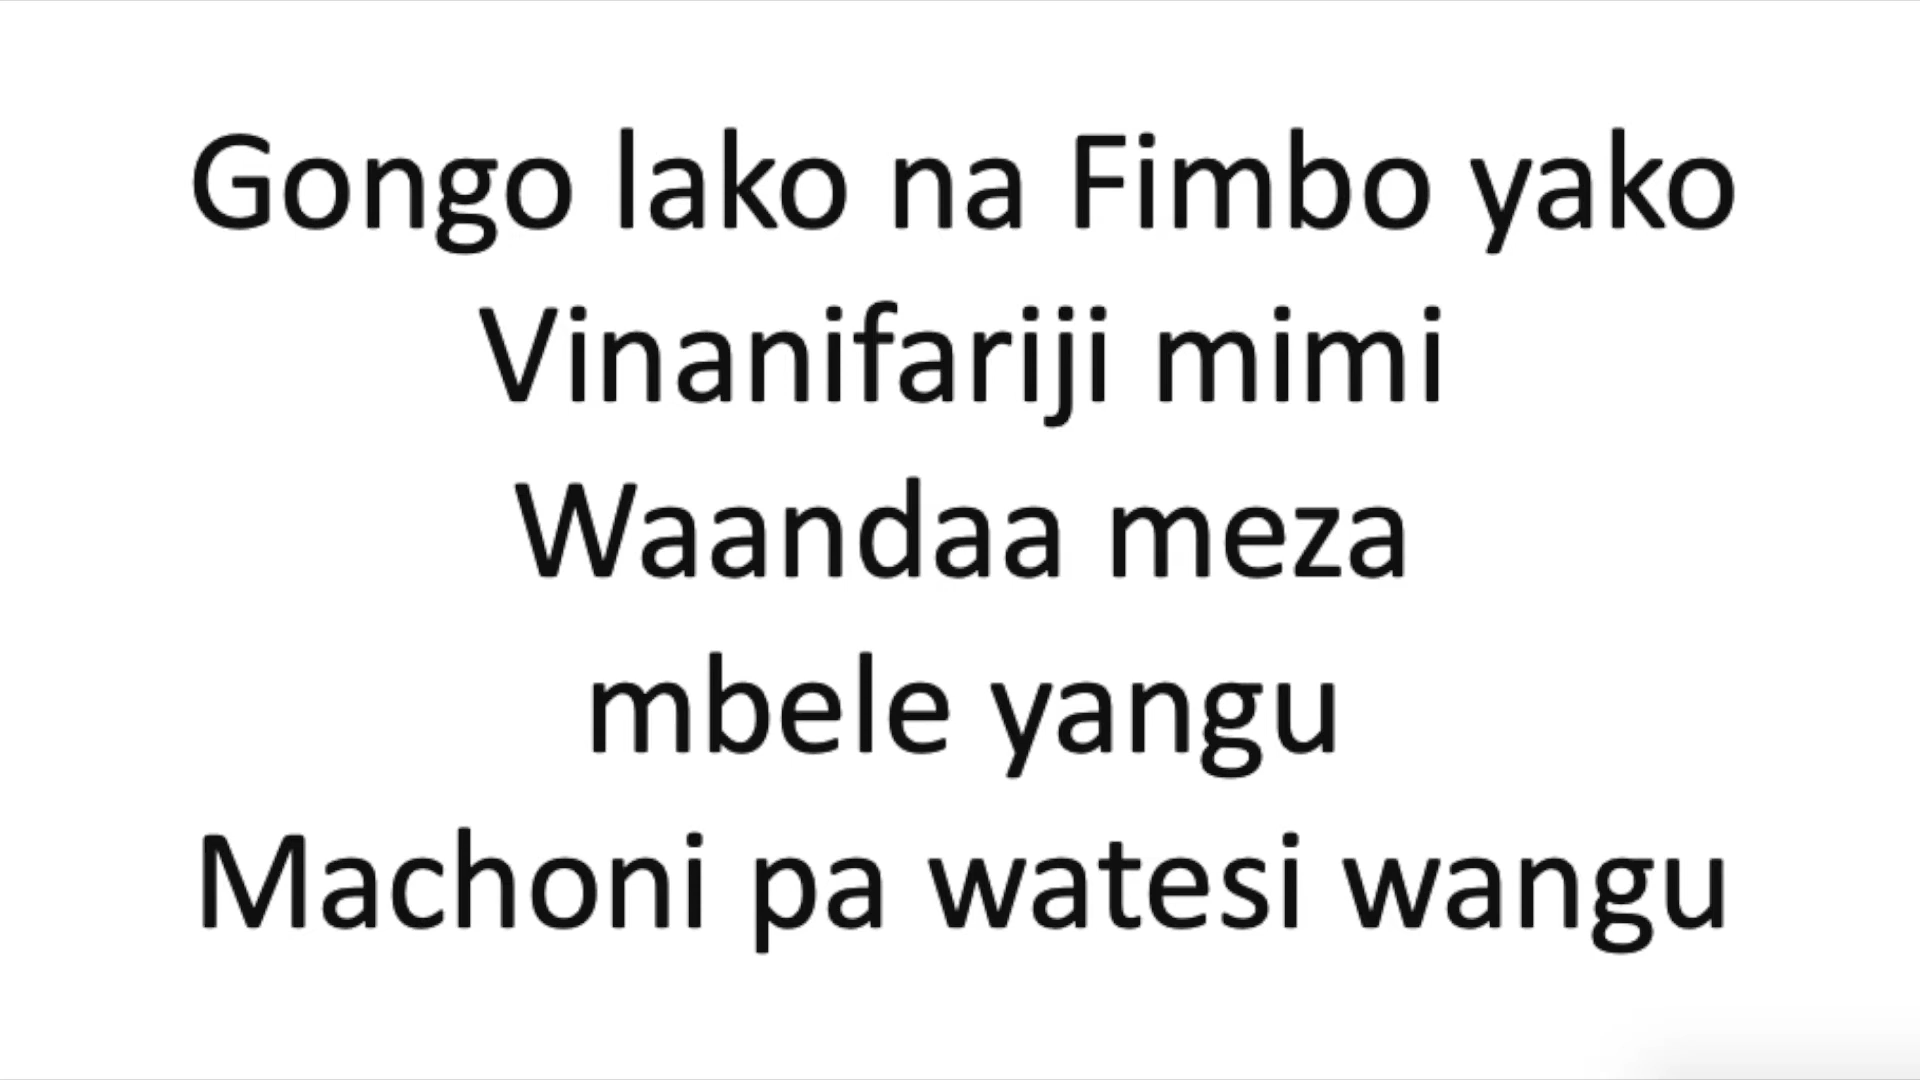 Gongo lako na Fimbo yako
Vinanifariji mimi
Waandaa meza
mbele yangu
Machoni pa watesi wangu